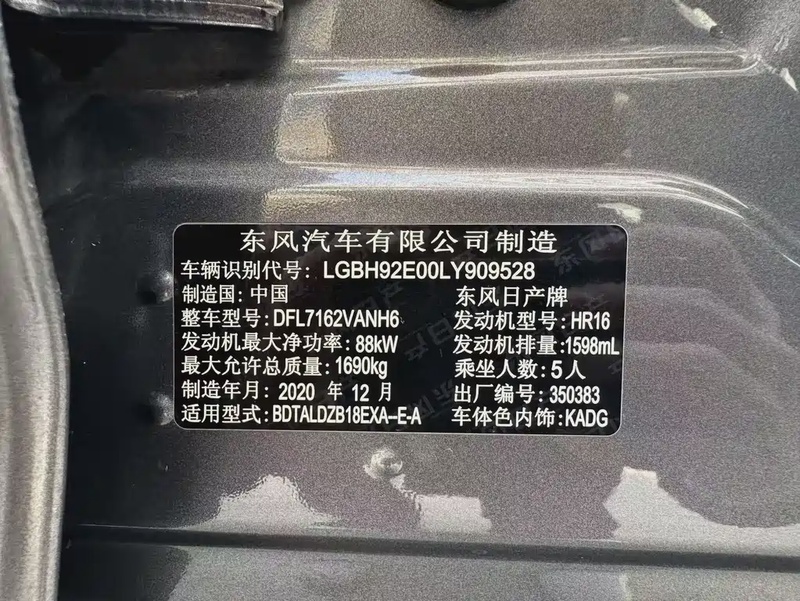 东风汽车有限公司制造
车辆识别代号: LGBH92E00LY909528
制造国: 中国 东风日产牌
整车型号: DFL7162VANH6 发动机型号: HR16
发动机最大净功率: 88kW 发动机排量: 1598mL
最大允许总质量: 1690kg 乘坐人数: 5人
制造年月: 2020 年 12 月 出厂编号: 350383
适用型式: BDTALDZB18EXA--E-A 车体色内饰: KADG